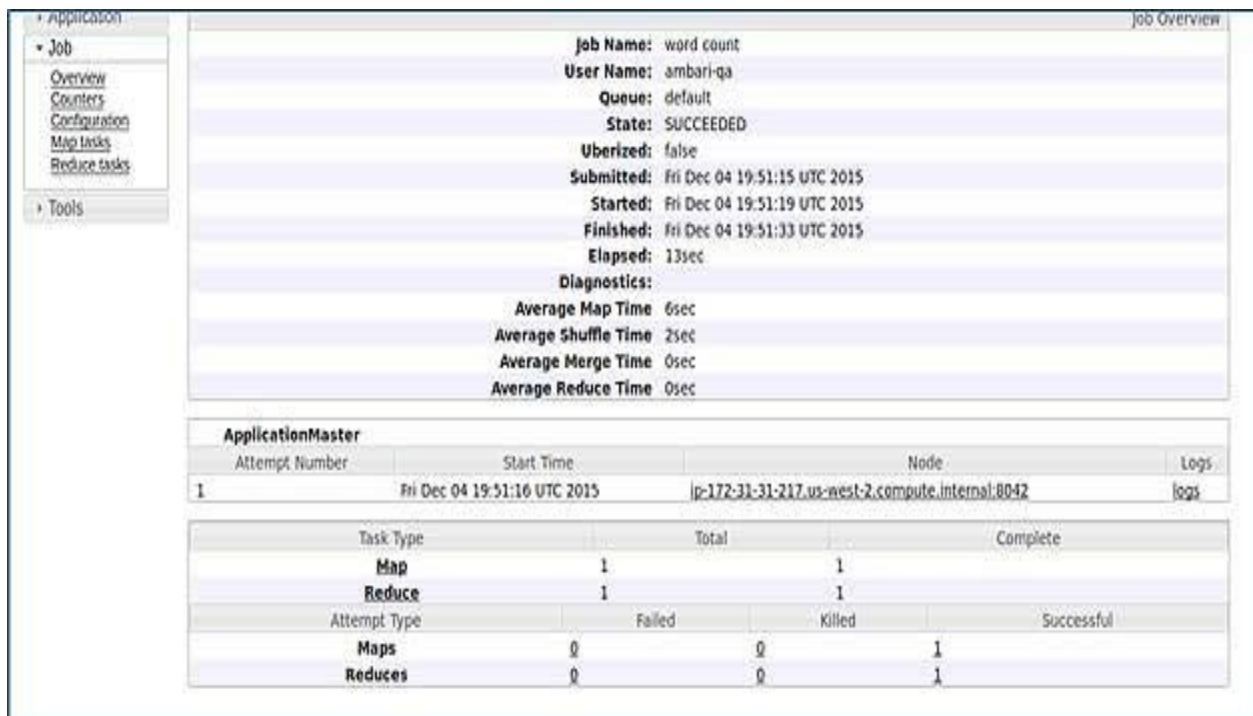 Application
Job
Overview
Counters
Configuration
Map tasks
Reduce tasks
Tools
Job Overview
Job Name: word count
User Name: ambari-qa
Queue: default
State: SUCCEEDED
Uberized: false
Submitted: Fri Dec 04 19:51:15 UTC 2015
Started: Fri Dec 04 19:51:19 UTC 2015
Finished: Fri Dec 04 19:51:33 UTC 2015
Elapsed: 13sec
Diagnostics:
Average Map Time 6sec
Average Shuffle Time 2sec
Average Merge Time 0sec
Average Reduce Time 0sec
ApplicationMaster
Attempt Number Start Time Node Logs
1 Fri Dec 04 19:51:16 UTC 2015 ip-172-31-31-217.us-west-2.compute.internal:8042 logs
Task Type Total Complete
Map 1 1
Reduce 1 1
Attempt Type Failed Killed Successful
Maps 0 0 1
Reduces 0 0 1